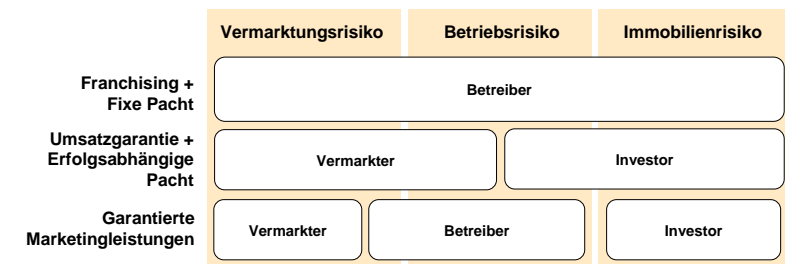 Vermarktungsrisiko Betriebsrisiko Immobilienrisiko
Franchising +
Fixe Pacht
Betreiber
Umsatzgarantie +
Erfolgsabhängige
Pacht
Vermarkter Investor
Garantierte
Marketingleistungen
Vermarkter Betreiber Investor